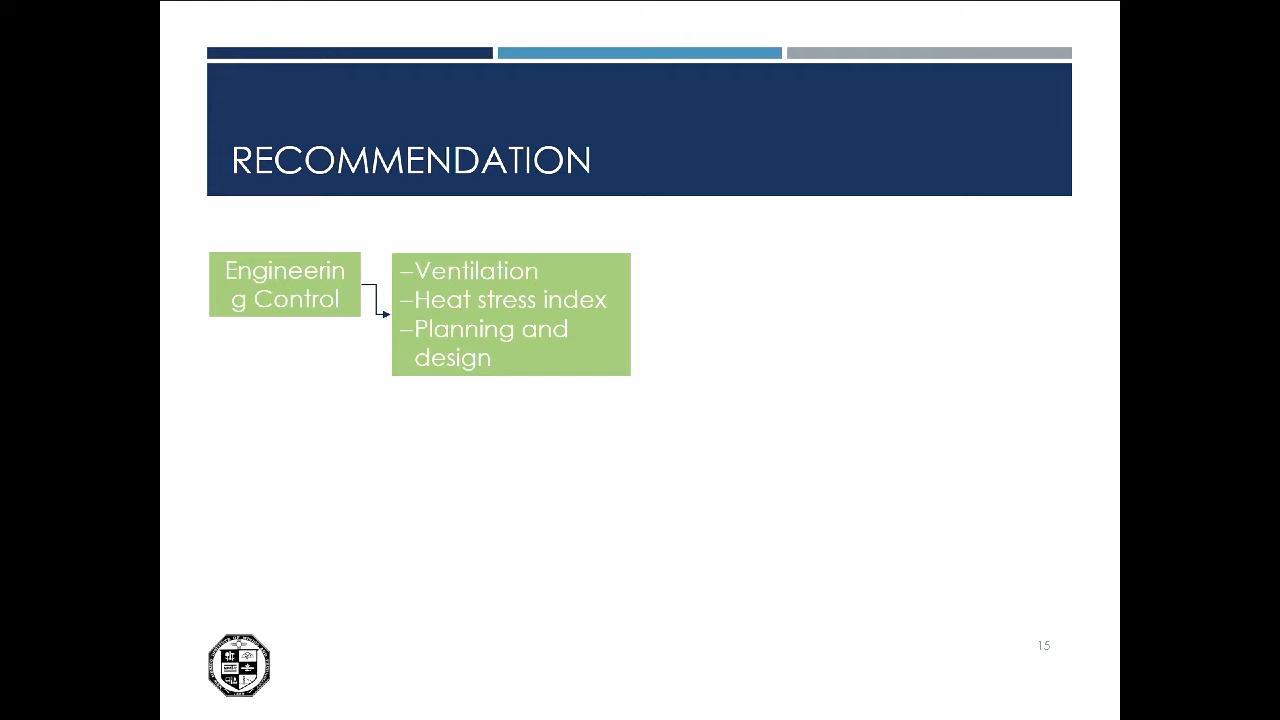 RECOMMENDATION
Engineerin
g Control
–Ventilation
–Heat stress index
–Planning and
design
15